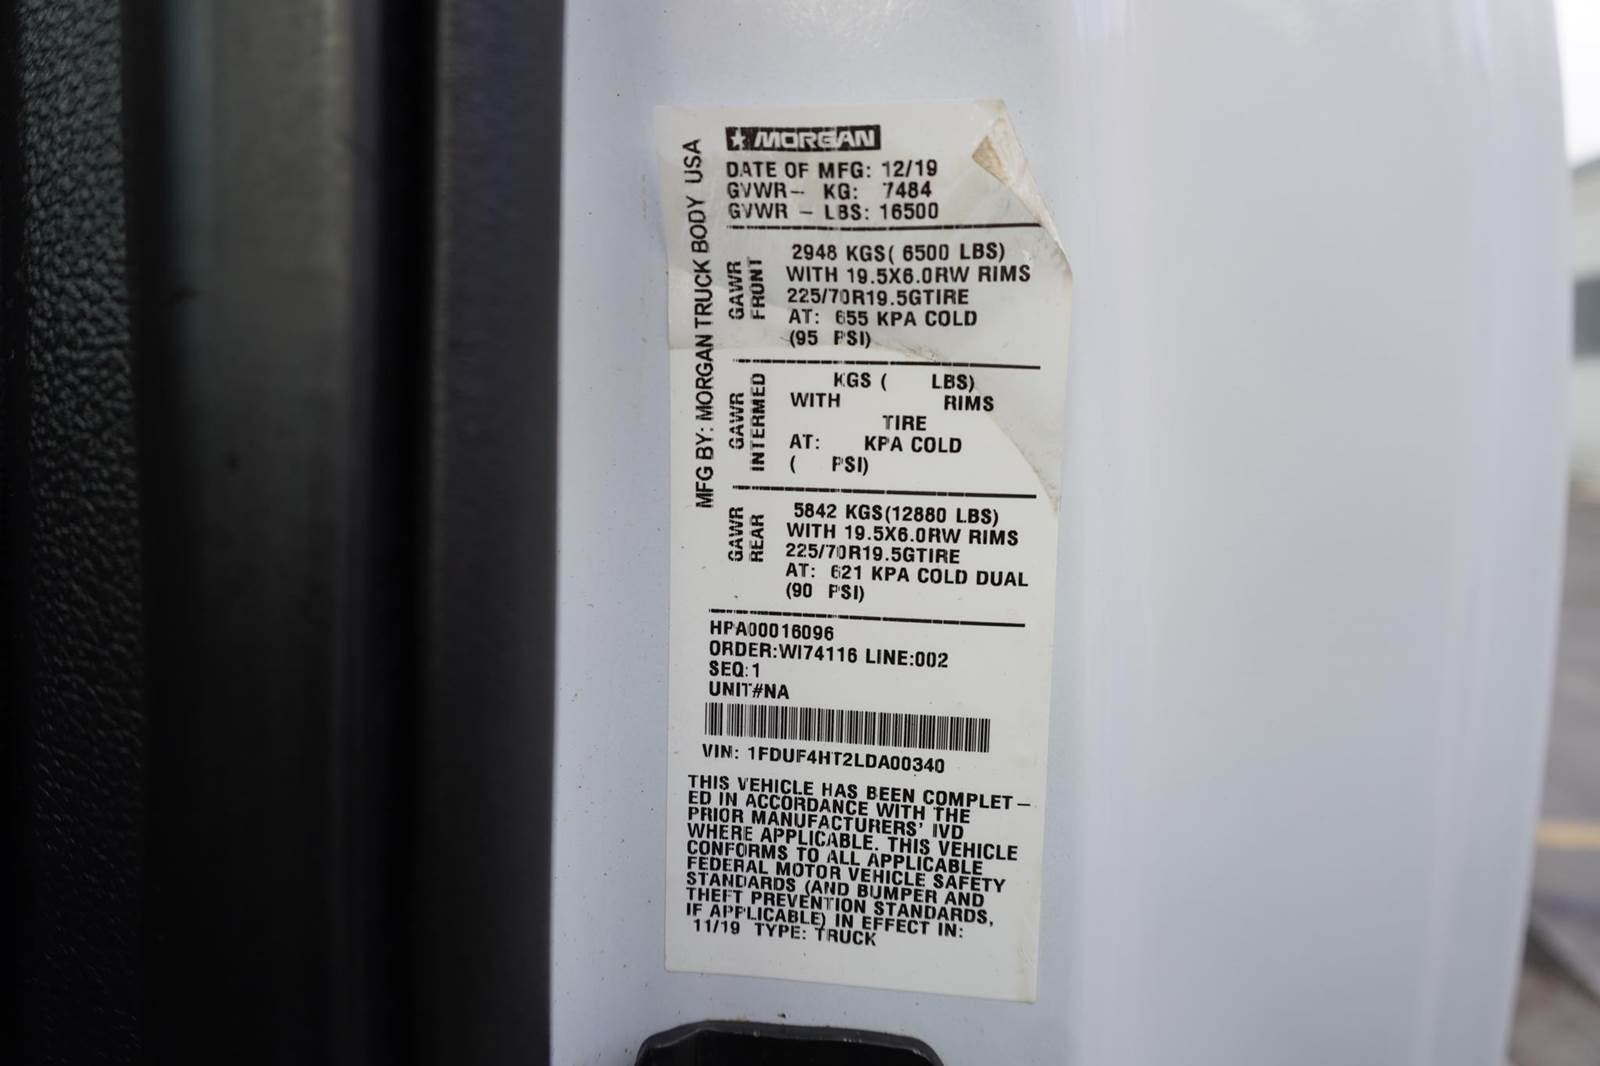 MORGAN
DATE OF MFG: 12/19
GVWR- KG: 7484
GVWR - LBS: 16500
MFG BY: MORGAN TRUCK BODY USA
GAWR
FRONT
2948 KGS( 6500 LBS)
WITH 19.5X6.0RW RIMS
225/70R19.5GTIRE
AT: 655 KPA COLD
(95 PSI)
GAWR
INTERMED
KGS ( LBS)
WITH RIMS
TIRE
AT: KPA COLD
( PSI)
GAWR
REAR
5842 KGS(12880 LBS)
WITH 19.5X6.0RW RIMS
225/70R19.5GTIRE
AT: 621 KPA COLD DUAL
(90 PSI)
HPA00016096
ORDER:WI74116 LINE:002
SEQ:1
UNIT#NA
VIN: 1FDUF4HT2LDA00340
THIS VEHICLE HAS BEEN COMPLET-
ED IN ACCORDANCE WITH THE
PRIOR MANUFACTURERS' IVD
WHERE APPLICABLE. THIS VEHICLE
CONFORMS TO ALL APPLICABLE
FEDERAL MOTOR VEHICLE SAFETY
STANDARDS (AND BUMPER AND
THEFT PREVENTION STANDARDS,
IF APPLICABLE) IN EFFECT IN:
11/19 TYPE: TRUCK